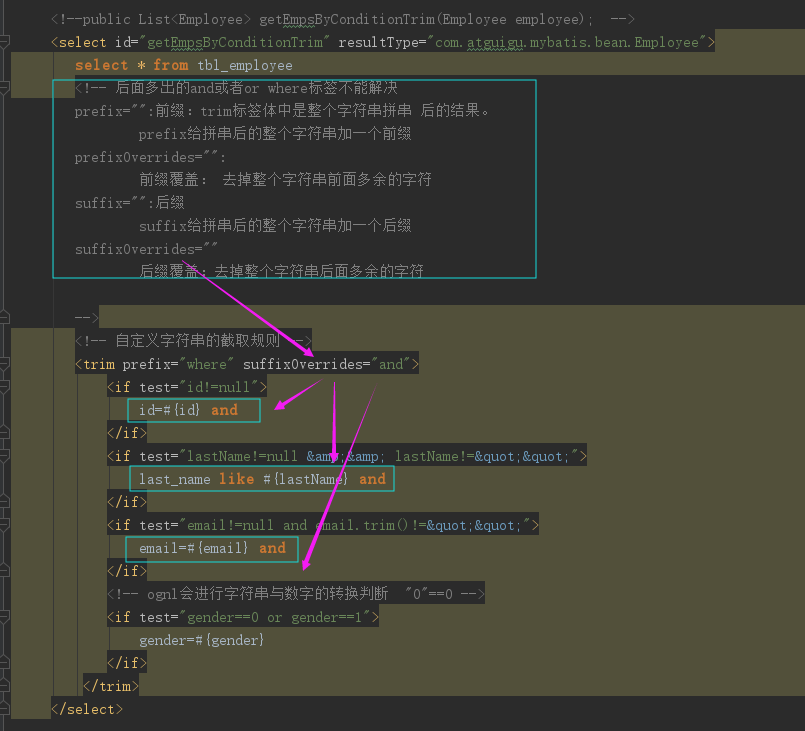 <!--public List<Employee> getEmpsByConditionTrim(Employee employee);  -->
<select id="getEmpsByConditionTrim" resultType="com.atguigu.mybatis.bean.Employee">
select * from tbl_employee
<!-- 后面多出的and或者or where标签不能解决
prefix="":前缀：trim标签体中是整个字符串拼串 后的结果。
prefix给拼串后的整个字符串加一个前缀
prefixOverrides="":
前缀覆盖： 去掉整个字符串前面多余的字符
suffix="":后缀
suffix给拼串后的整个字符串加一个后缀
suffixOverrides=""
后缀覆盖：去掉整个字符串后面多余的字符
-->
<!-- 自定义字符串的截取规则 -->
<trim prefix="where" suffixOverrides="and">
<if test="id!=null">
id=#{id} and
</if>
<if test="lastName!=null &amp;&amp; lastName!=&quot;&quot;">
last_name like #{lastName} and
</if>
<if test="email!=null and email.trim()!=&quot;&quot;">
email=#{email} and
</if>
<!-- ognl会进行字符串与数字的转换判断  "0"==0 -->
<if test="gender==0 or gender==1">
gender=#{gender}
</if>
</trim>
</select>